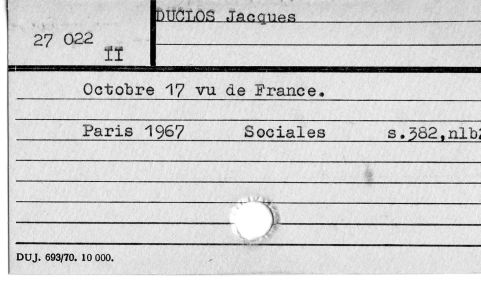 DUCLOS Jacques
27 022
II
Octobre 17 vu de France.
Paris 1967 Sociales s.382,nlb2
DUJ. 693/70. 10 000.